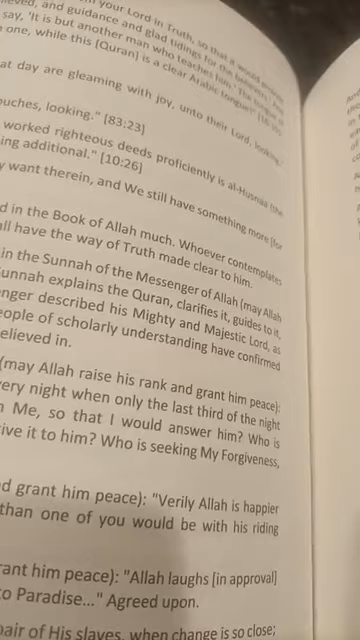 your Lord in Truth, so that it would
and guidance and glad tidings for the
say, 'It is but another man who teaches him.' The tongue
one, while this (Quran) is a clear Arabic tongue!"
at day are gleaming with joy, unto their Lord, looking."
ouches, looking." [83:23]
worked righteous deeds proficiently is al-Husnaa (the
ing additional." [10:26]
y want therein, and We still have something more (for
d in the Book of Allah much. Whoever contemplates
ll have the way of Truth made clear to him.
in the Sunnah of the Messenger of Allah (may Allah
unnah explains the Quran, clarifies it, guides to it,
nger described his Mighty and Majestic Lord, as
eople of scholarly understanding have confirmed
elieved in.
(may Allah raise his rank and grant him peace):
very night when only the last third of the night
n Me, so that I would answer him? Who is
ive it to him? Who is seeking My Forgiveness,
d grant him peace): "Verily Allah is happier
than one of you would be with his riding
rant him peace): "Allah laughs [in approval]
to Paradise..." Agreed upon.
pair of His slaves, when change is so close;